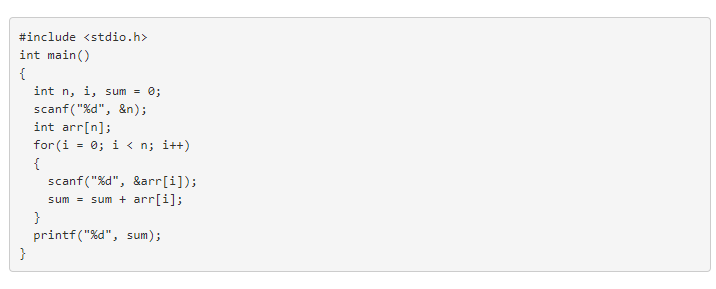 #include <stdio.h>
int main()
{
  int n, i, sum = 0;
  scanf("%d", &n);
  int arr[n];
  for(i = 0; i < n; i++)
  {
    scanf("%d", &arr[i]);
    sum = sum + arr[i];
  }
  printf("%d", sum);
}